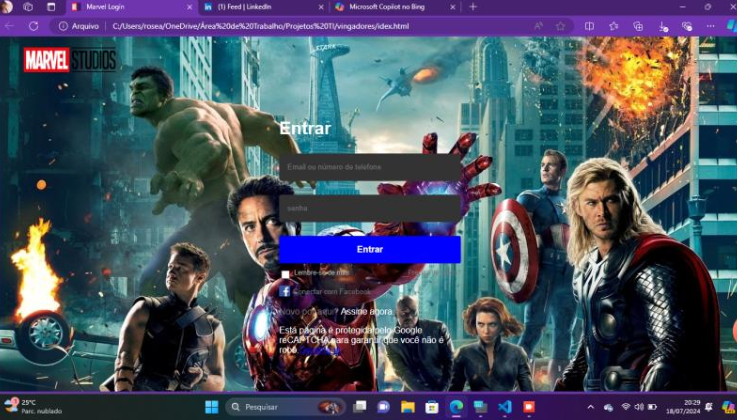 Marvel Login
(1) Feed | LinkedIn
Microsoft Copilot no Bing
Arquivo
C:/Users/rosea/OneDrive/Área%20de%20Trabalho/Projetos%20TI/vingadores/idex.html
MARVEL STUDIOS
Entrar
Email ou número de telefone
senha
Entrar
Lembre-se de mim
Conectar com Facebook
Novo por aqui? Assine agora
Está página é protegida pelo Google
reCAPTCHA para garantir que você não é
robô.
25°C
Parc. nublado
Pesquisar
20:29
18/07/2024